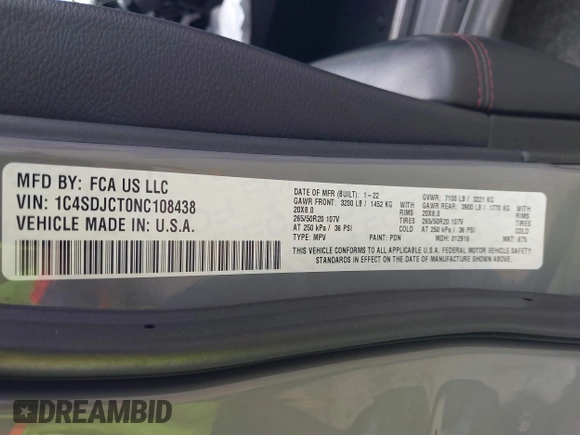 MFD BY: FCA US LLC
VIN: 1C4SDJCT0NC108438
VEHICLE MADE IN: U.S.A.
DATE OF MFR (BUILT): 1-22
GAWR FRONT: 3200 LB / 1452 KG
20X8.0
265/50R20 107V
AT 250 kPa / 36 PSI
TYPE: MPV
PAINT: PDN
RIMS
TIRES
COLD
GVWR: 7100 LB / 3221 KG
GAWR REAR: 3900 LB / 1770 KG
20X8.0
265/50R20 107V
AT 250 kPa / 36 PSI
MDH: 012916
RIMS
TIRES
COLD
MKT: 675
THIS VEHICLE CONFORMS TO ALL APPLICABLE U.S.A. FEDERAL MOTOR VEHICLE SAFETY
STANDARDS IN EFFECT ON THE DATE OF MANUFACTURE SHOWN ABOVE.
DREAMBID